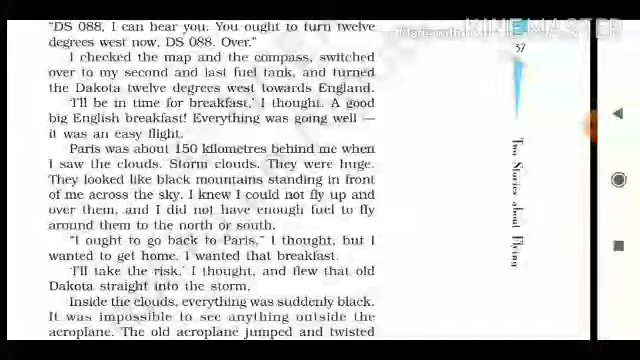 "DS 088, I can hear you. You ought to turn twelve
degrees west now, DS 088. Over."
I checked the map and the compass, switched
over to my second and last fuel tank, and turned
the Dakota twelve degrees west towards England.
'I'll be in time for breakfast,' I thought. A good
big English breakfast! Everything was going well —
it was an easy flight.
Paris was about 150 kilometres behind me when
I saw the clouds. Storm clouds. They were huge.
They looked like black mountains standing in front
of me across the sky. I knew I could not fly up and
over them, and I did not have enough fuel to fly
around them to the north or south.
"I ought to go back to Paris," I thought, but I
wanted to get home. I wanted that breakfast.
'I'll take the risk,' I thought, and flew that old
Dakota straight into the storm.
Inside the clouds, everything was suddenly black.
It was impossible to see anything outside the
aeroplane. The old aeroplane jumped and twisted
Made with KINEMASTER
57
Two Stories about Flying